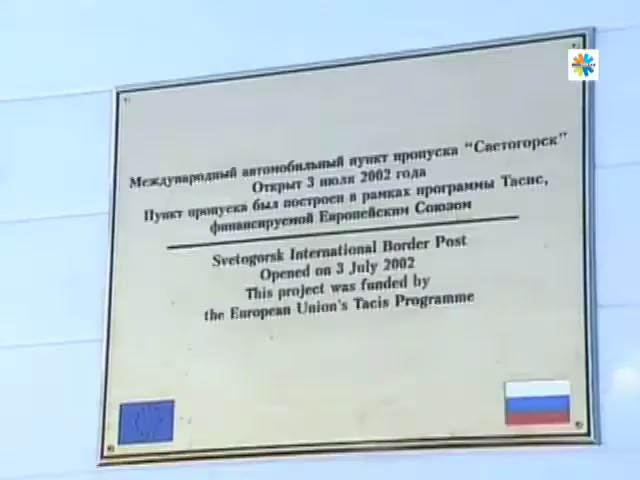 Международный автомобильный пункт пропуска “Светогорск”
Открыт 3 июля 2002 года
Пункт пропуска был построен в рамках программы Тасис,
финансируемой Европейским Союзом
Svetogorsk International Border Post
Opened on 3 July 2002
This project was funded by
the European Union's Tacis Programme